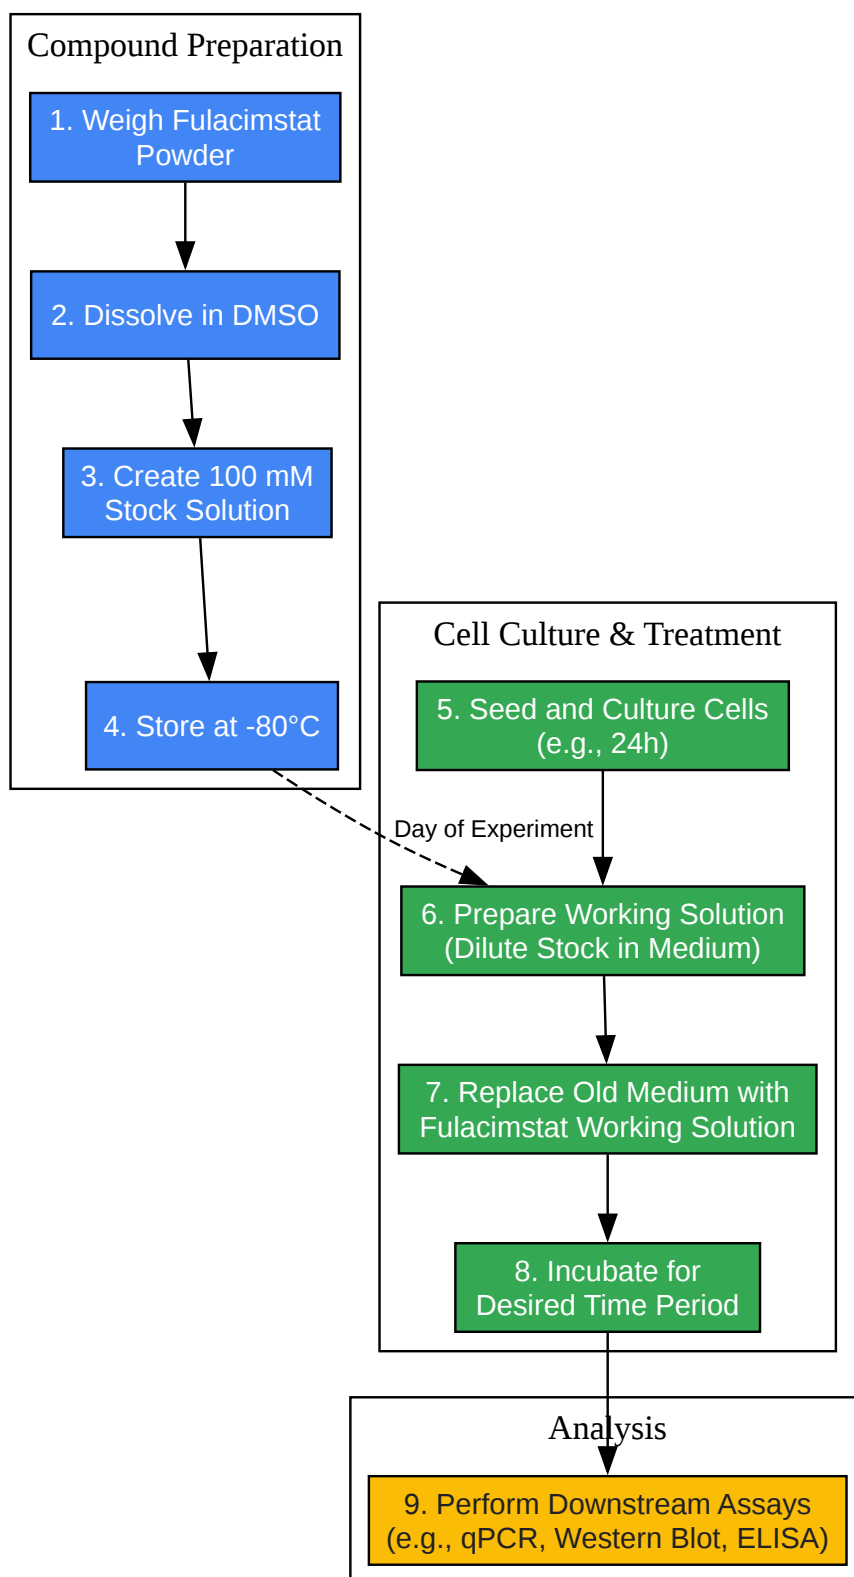 Compound Preparation
1. Weigh Fulacimstat
Powder
2. Dissolve in DMSO
3. Create 100 mM
Stock Solution
4. Store at -80°C
Cell Culture & Treatment
5. Seed and Culture Cells
(e.g., 24h)
Day of Experiment
6. Prepare Working Solution
(Dilute Stock in Medium)
7. Replace Old Medium with
Fulacimstat Working Solution
8. Incubate for
Desired Time Period
Analysis
9. Perform Downstream Assays
(e.g., qPCR, Western Blot, ELISA)